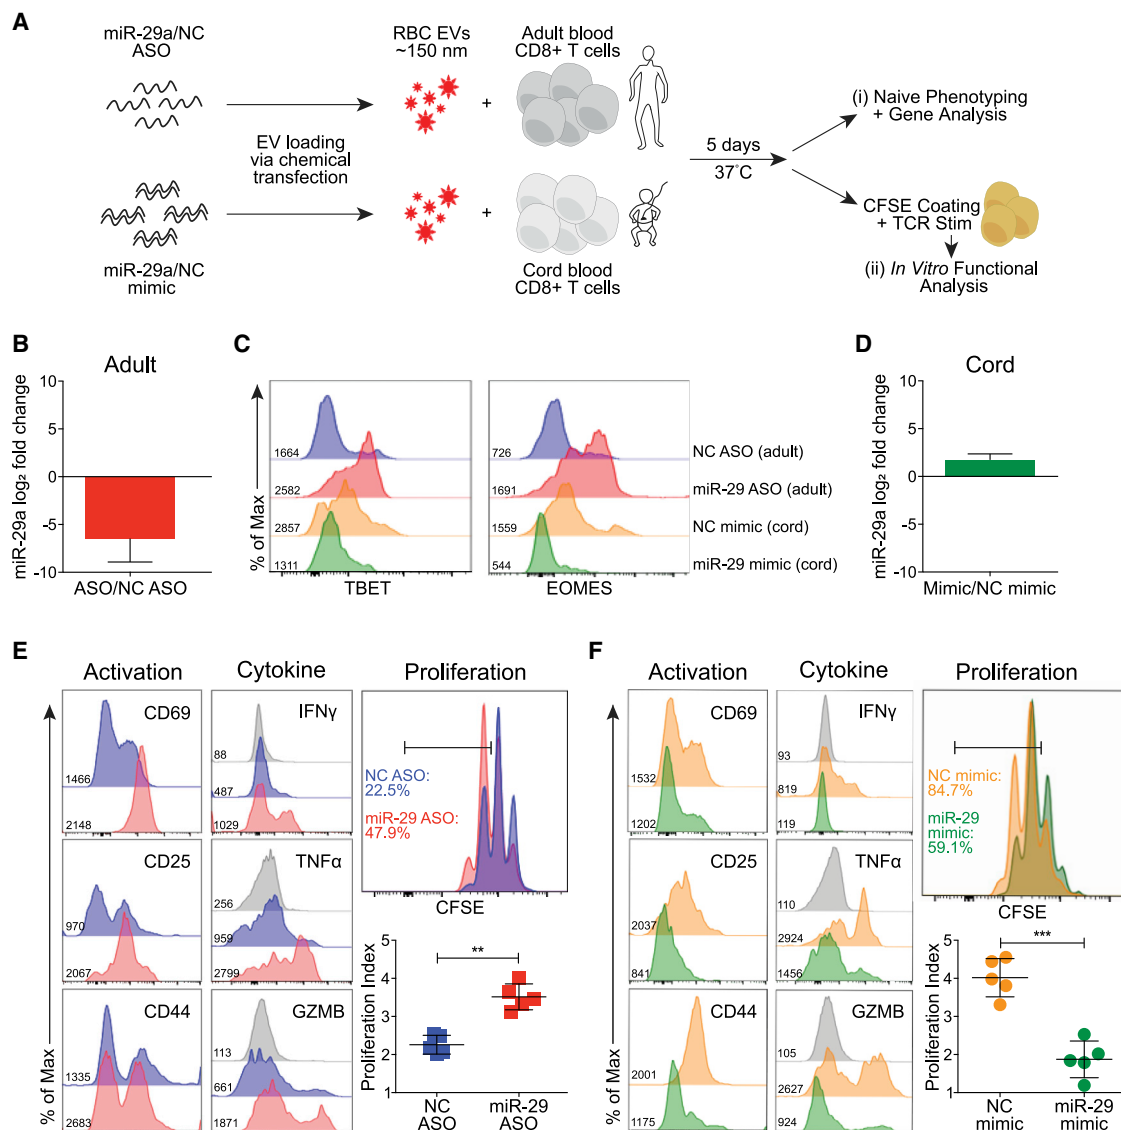 A
miR-29a/NC
ASO
RBC EVs
~150 nm
Adult blood
CD8+ T cells
+
EV loading
via chemical
transfection
+
miR-29a/NC
mimic
Cord blood
CD8+ T cells
5 days
37°C
(i) Naive Phenotyping
+ Gene Analysis
CFSE Coating
+ TCR Stim
(ii) In Vitro Functional
Analysis
B
Adult
miR-29a log₂ fold change
10
5
0
-5
-10
ASO/NC ASO
C
% of Max
1664
2582
2857
1311
TBET
726
1691
1559
544
EOMES
NC ASO (adult)
miR-29 ASO (adult)
NC mimic (cord)
miR-29 mimic (cord)
D
Cord
miR-29a log₂ fold change
10
5
0
-5
-10
Mimic/NC mimic
E
Activation
Cytokine
Proliferation
% of Max
CD69
1466
2148
CD25
970
2067
CD44
1335
2683
IFNγ
88
487
1029
TNFα
256
959
2799
GZMB
113
661
1871
NC ASO:
22.5%
miR-29 ASO:
47.9%
CFSE
Proliferation Index
5
4
3
2
1
**
NC
ASO
miR-29
ASO
F
Activation
Cytokine
Proliferation
% of Max
CD69
1532
1202
CD25
2037
841
CD44
2001
1175
IFNγ
93
819
119
TNFα
110
2924
1456
GZMB
105
2627
924
NC mimic:
84.7%
miR-29
mimic:
59.1%
CFSE
Proliferation Index
5
4
3
2
1
***
NC
mimic
miR-29
mimic